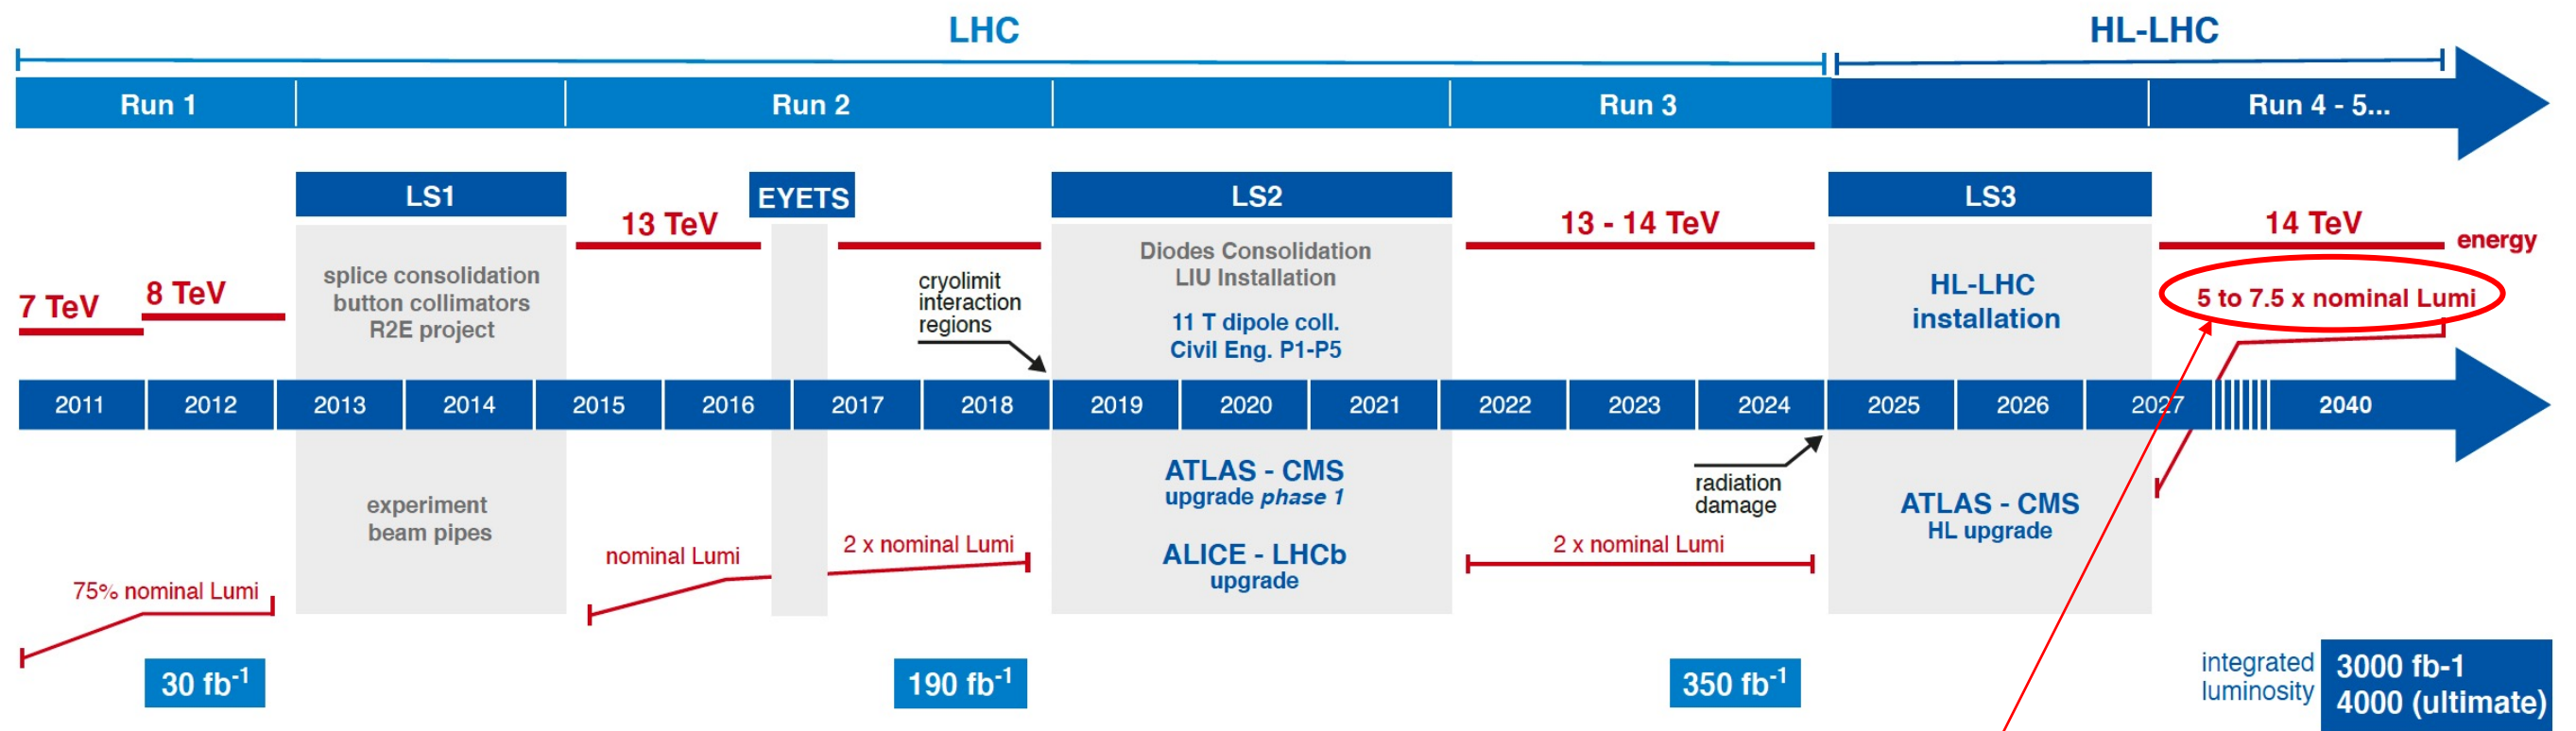 LHC
HL-LHC
Run 1
Run 2
Run 3
Run 4 - 5...
LS1
EYETS
LS2
LS3
13 TeV
13 - 14 TeV
14 TeV
energy
7 TeV
8 TeV
splice consolidation
button collimators
R2E project
cryolimit
interaction
regions
Diodes Consolidation
LIU Installation
11 T dipole coll.
Civil Eng. P1-P5
HL-LHC
installation
5 to 7.5 x nominal Lumi
2011
2012
2013
2014
2015
2016
2017
2018
2019
2020
2021
2022
2023
2024
2025
2026
2027
2040
experiment
beam pipes
ATLAS - CMS
upgrade phase 1
ALICE - LHCb
upgrade
radiation
damage
ATLAS - CMS
HL upgrade
75% nominal Lumi
nominal Lumi
2 x nominal Lumi
2 x nominal Lumi
30 fb⁻¹
190 fb⁻¹
350 fb⁻¹
integrated
luminosity
3000 fb-1
4000 (ultimate)